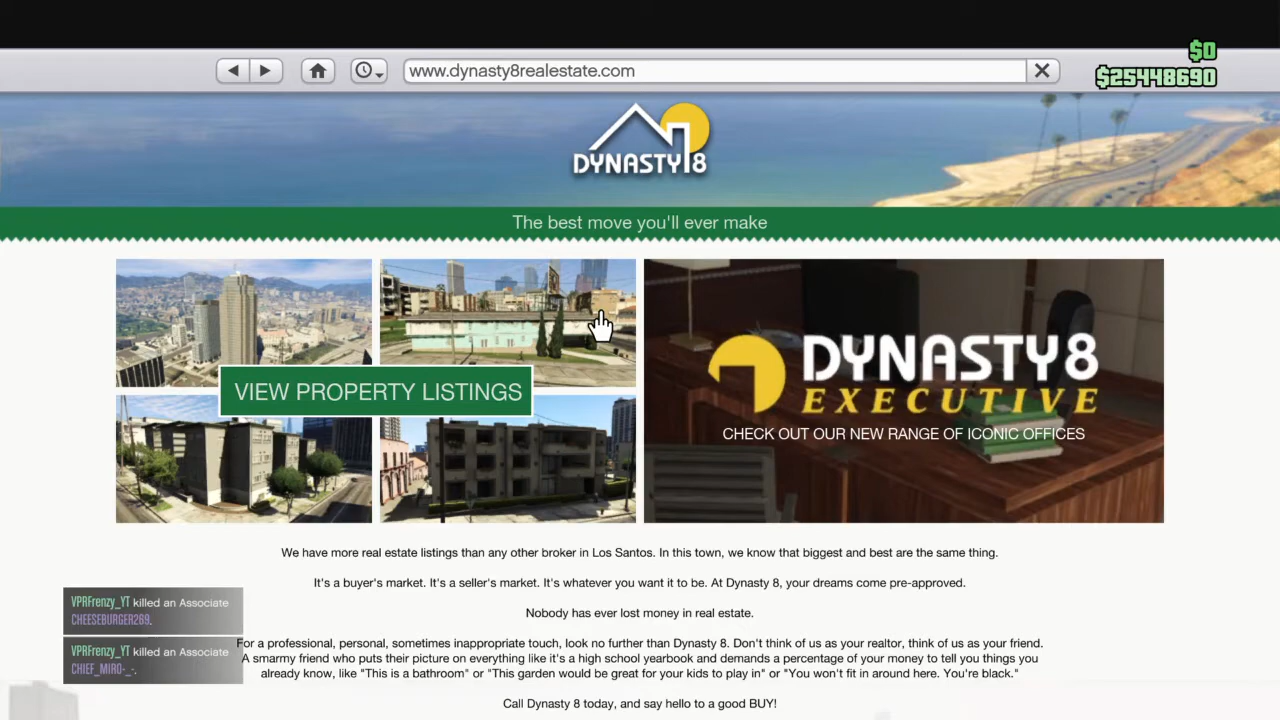 $0
www.dynasty8realestate.com
$25448690
DYNASTY 8
The best move you'll ever make
VIEW PROPERTY LISTINGS
DYNASTY 8
EXECUTIVE
CHECK OUT OUR NEW RANGE OF ICONIC OFFICES
We have more real estate listings than any other broker in Los Santos. In this town, we know that biggest and best are the same thing.
It's a buyer's market. It's a seller's market. It's whatever you want it to be. At Dynasty 8, your dreams come pre-approved.
Nobody has ever lost money in real estate.
For a professional, personal, sometimes inappropriate touch, look no further than Dynasty 8. Don't think of us as your realtor, think of us as your friend.
A smarmy friend who puts their picture on everything like it's a high school yearbook and demands a percentage of your money to tell you things you
already know, like "This is a bathroom" or "This garden would be great for your kids to play in" or "You won't fit in around here. You're black."
Call Dynasty 8 today, and say hello to a good BUY!
VPRFrenzy_YT killed an Associate
CHEESEBURGER269.
VPRFrenzy_YT killed an Associate
CHIEF_MIRO-_-.